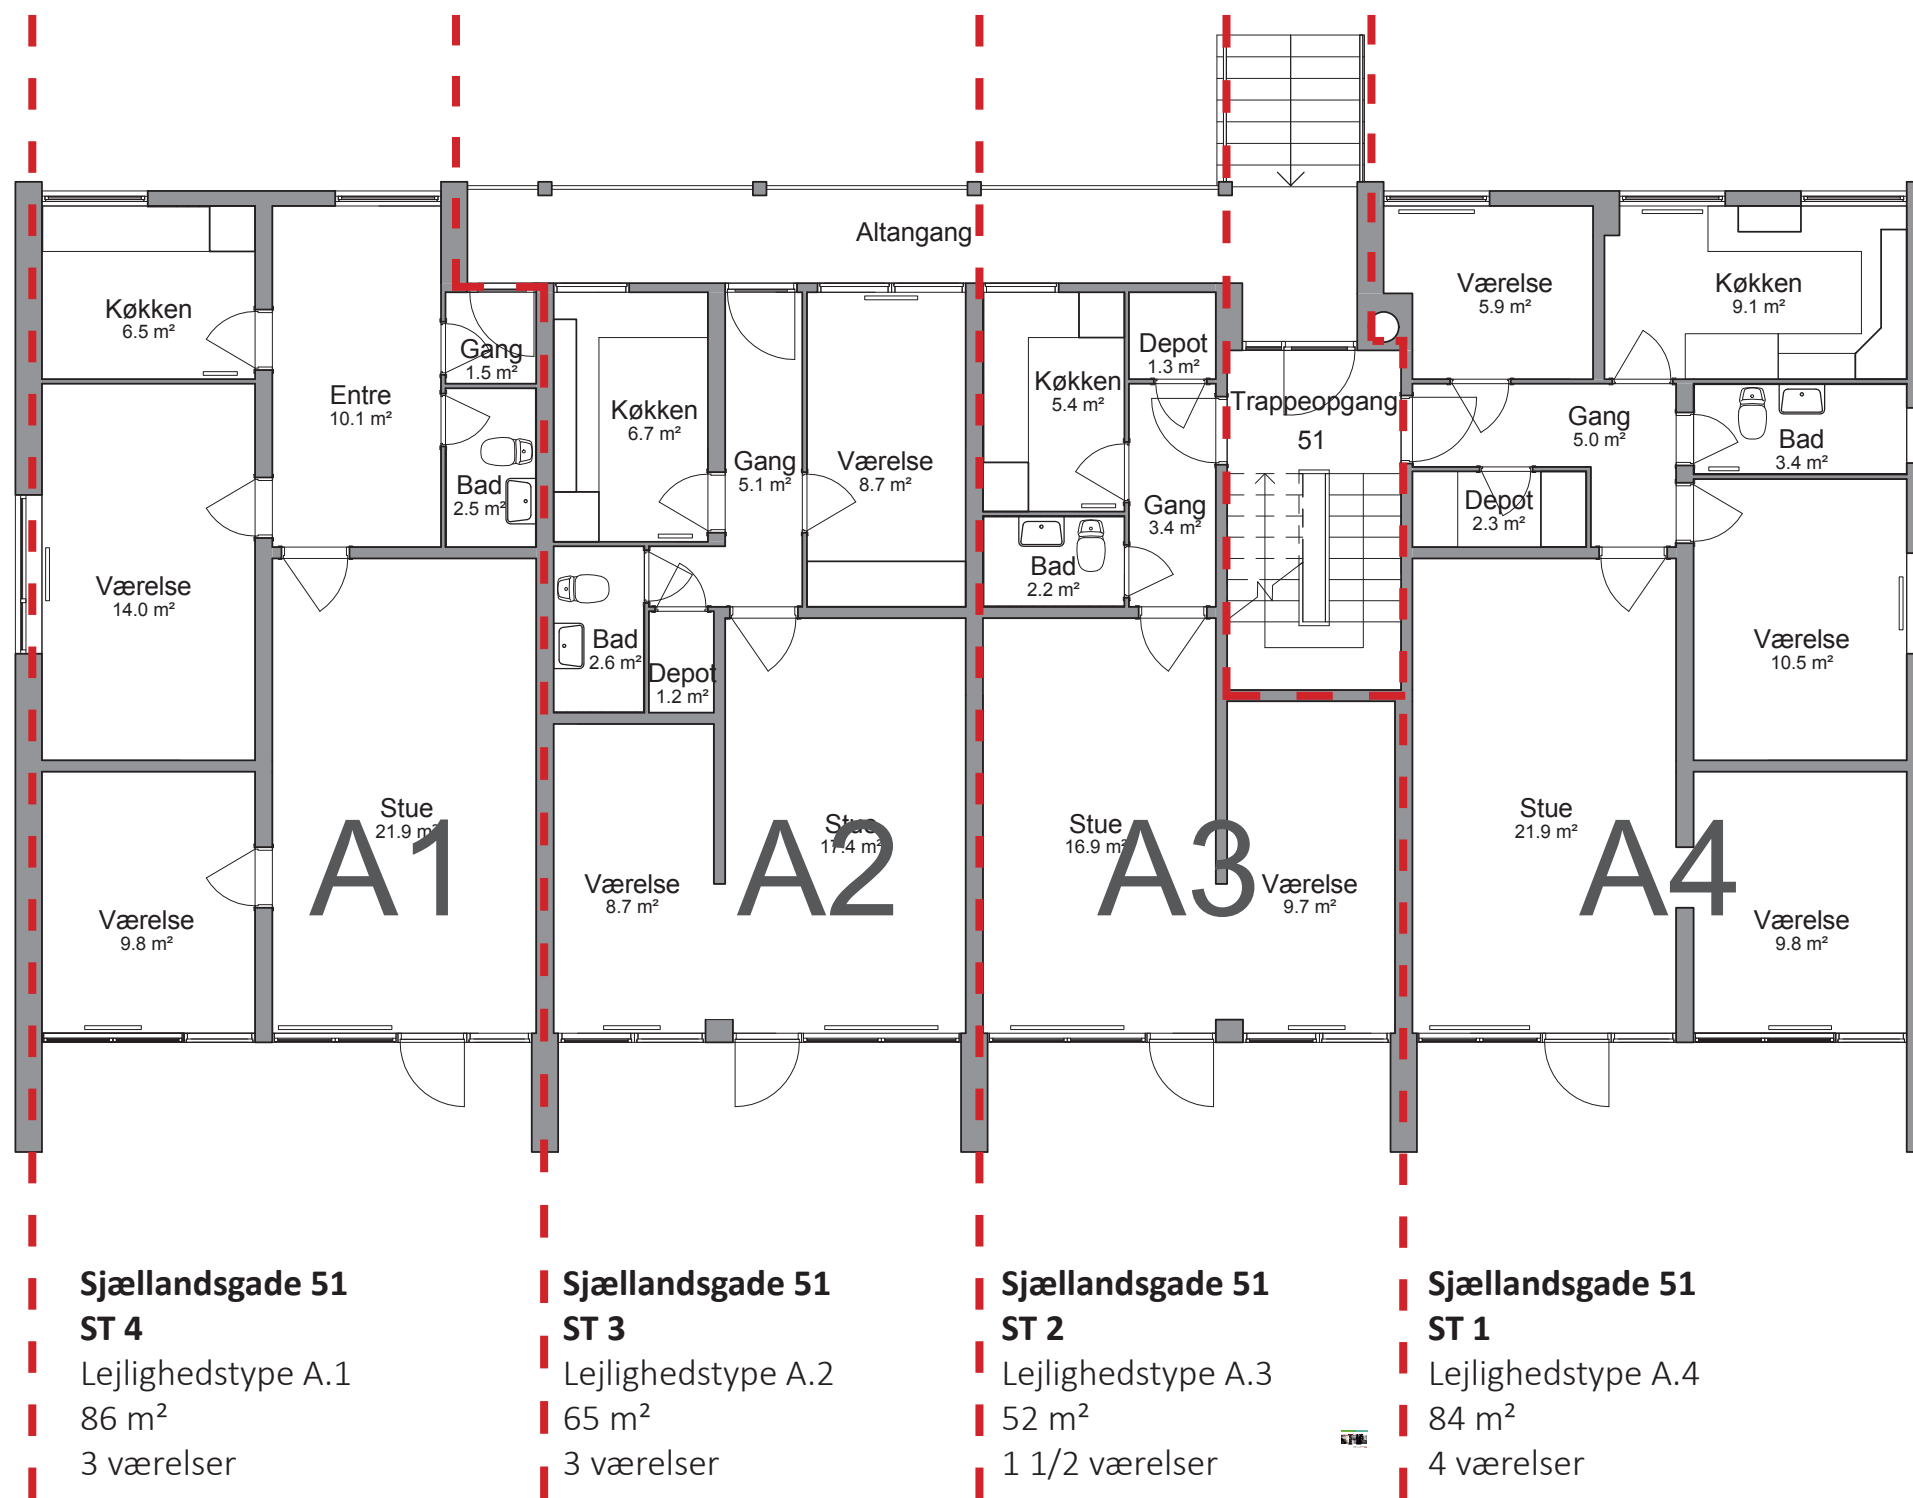 Altangang
Køkken
6.5 m²
Entre
10.1 m²
Gang
1.5 m²
Bad
2.5 m²
Værelse
14.0 m²
Værelse
9.8 m²
Stue
21.9 m²
A1
Køkken
6.7 m²
Gang
5.1 m²
Værelse
8.7 m²
Bad
2.6 m²
Depot
1.2 m²
Værelse
8.7 m²
Stue
17.4 m²
A2
Køkken
5.4 m²
Depot
1.3 m²
Gang
3.4 m²
Bad
2.2 m²
Stue
16.9 m²
Værelse
9.7 m²
A3
Trappeopgang
51
Værelse
5.9 m²
Køkken
9.1 m²
Gang
5.0 m²
Bad
3.4 m²
Depot
2.3 m²
Værelse
10.5 m²
Stue
21.9 m²
Værelse
9.8 m²
A4
Sjællandsgade 51
ST 4
Lejlighedstype A.1
86 m²
3 værelser
Sjællandsgade 51
ST 3
Lejlighedstype A.2
65 m²
3 værelser
Sjællandsgade 51
ST 2
Lejlighedstype A.3
52 m²
1 1/2 værelser
Sjællandsgade 51
ST 1
Lejlighedstype A.4
84 m²
4 værelser